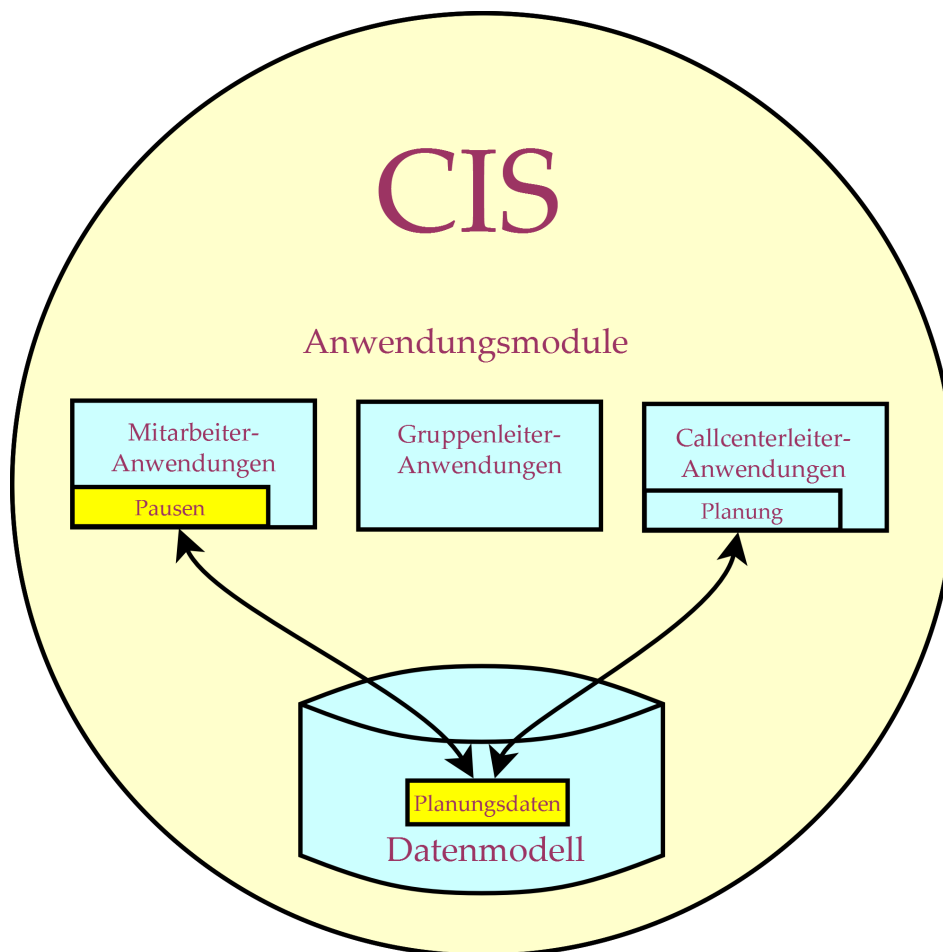 CIS
Anwendungsmodule
Mitarbeiter-
Anwendungen
Pausen
Gruppenleiter-
Anwendungen
Callcenterleiter-
Anwendungen
Planung
Planungsdaten
Datenmodell